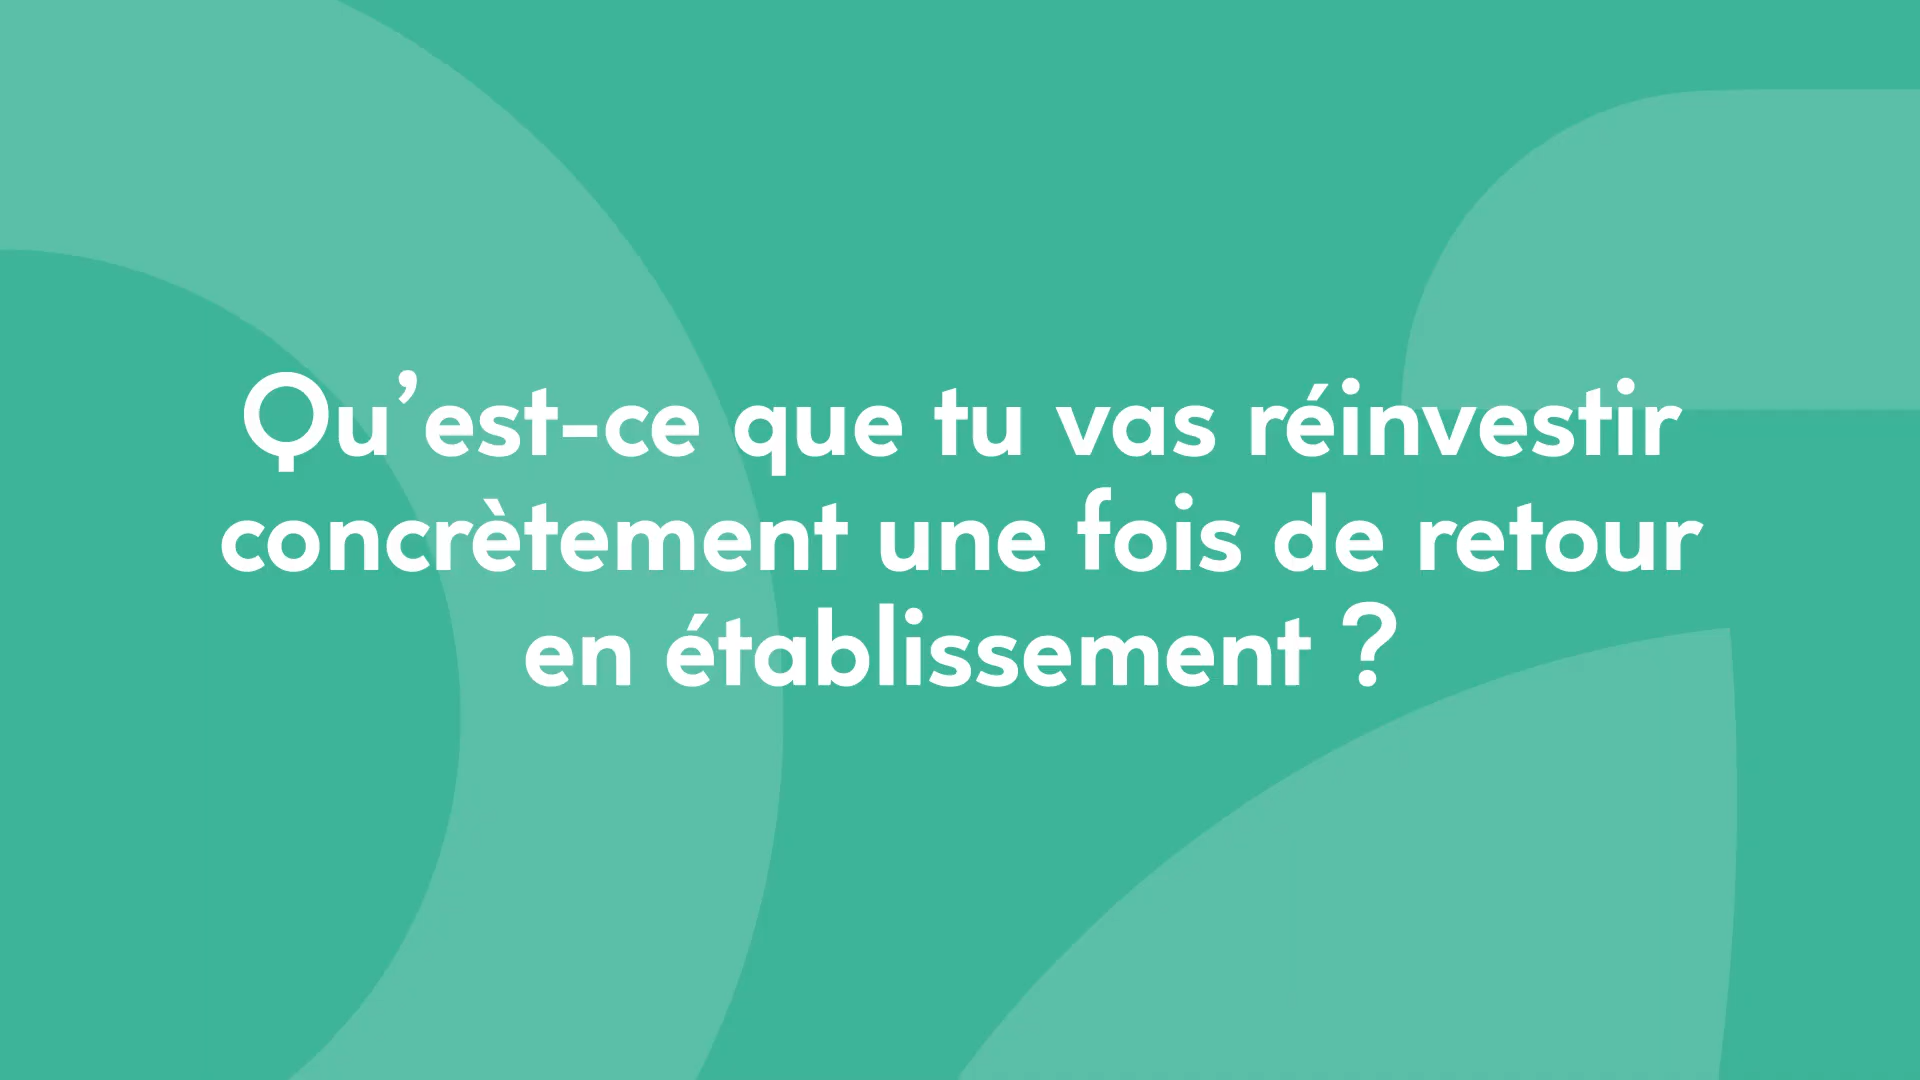 Qu’est-ce que tu vas réinvestir
concrètement une fois de retour
en établissement ?